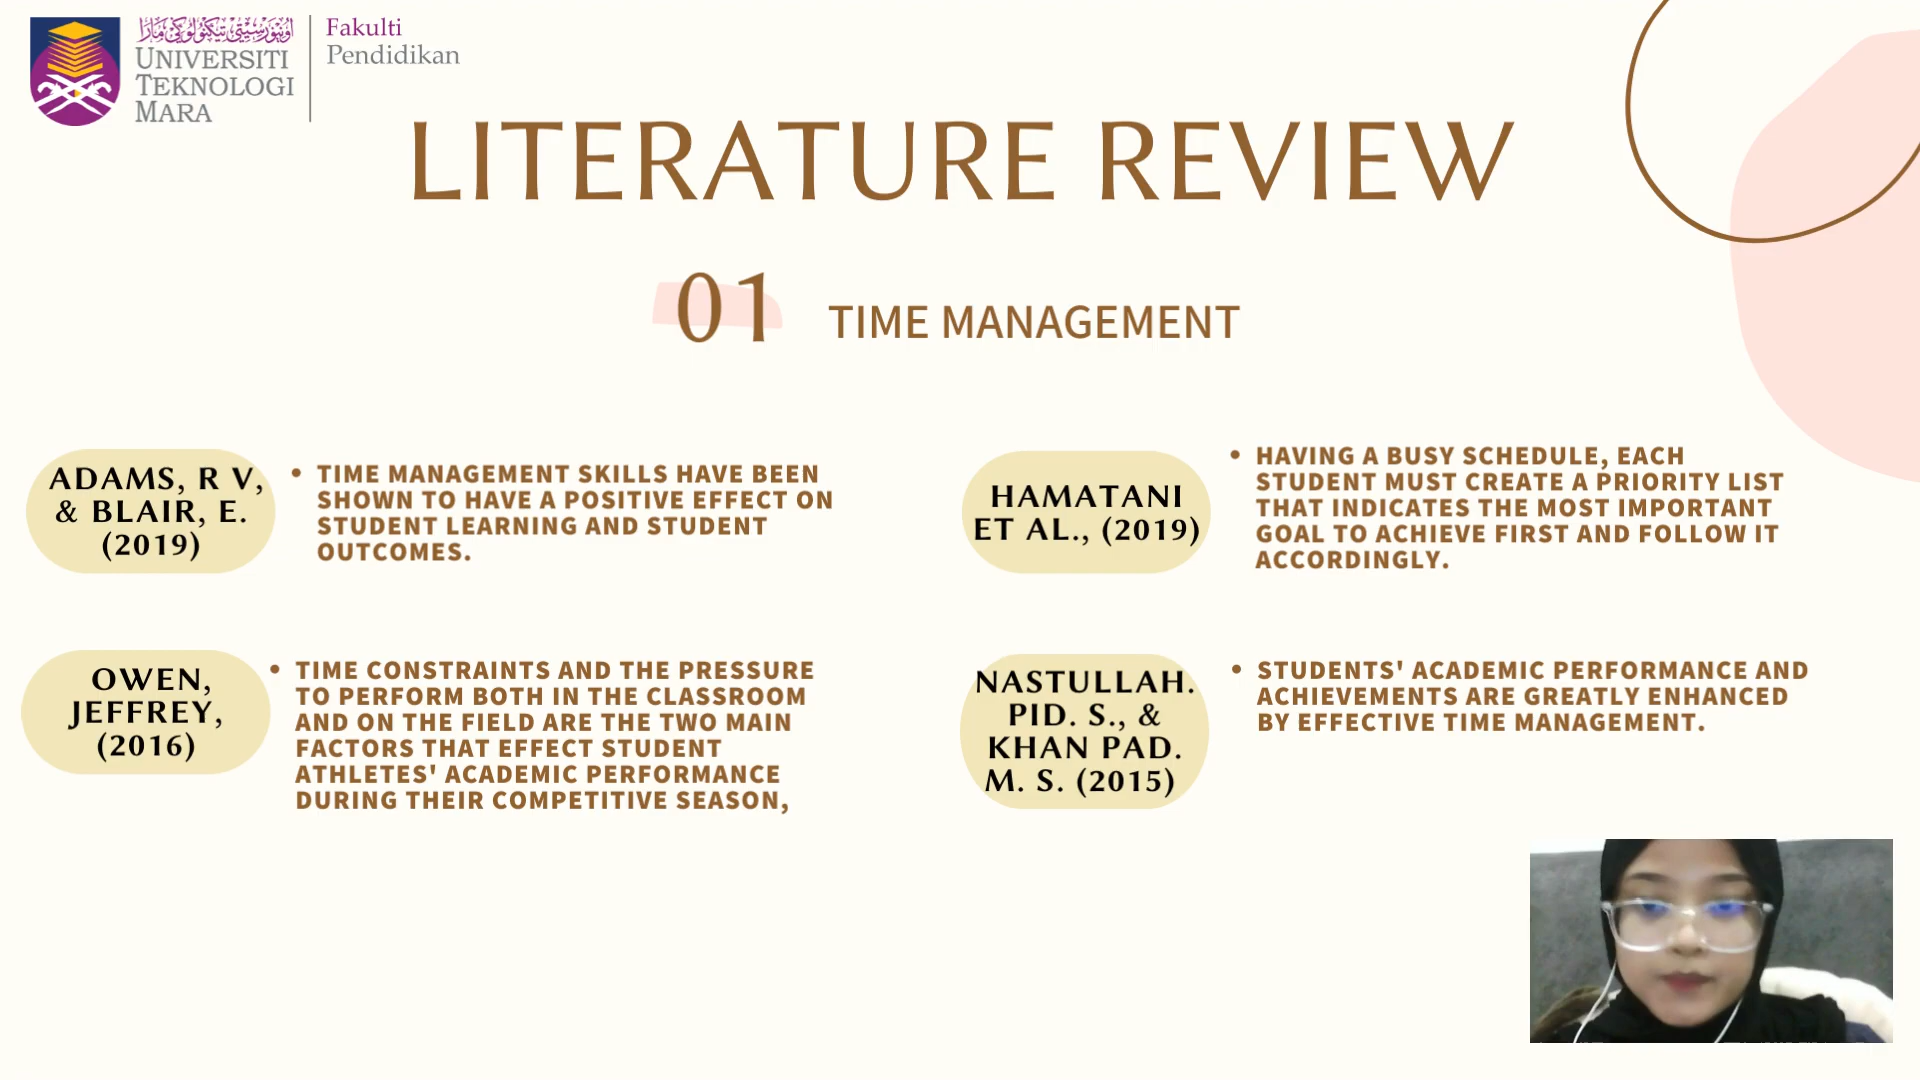 اونيۏرسيتي تيکنولوݢي مارا
UNIVERSITI
TEKNOLOGI
MARA
Fakulti
Pendidikan
LITERATURE REVIEW
01 TIME MANAGEMENT
ADAMS, R V,
& BLAIR, E.
(2019)
• TIME MANAGEMENT SKILLS HAVE BEEN
SHOWN TO HAVE A POSITIVE EFFECT ON
STUDENT LEARNING AND STUDENT
OUTCOMES.
HAMATANI
ET AL., (2019)
• HAVING A BUSY SCHEDULE, EACH
STUDENT MUST CREATE A PRIORITY LIST
THAT INDICATES THE MOST IMPORTANT
GOAL TO ACHIEVE FIRST AND FOLLOW IT
ACCORDINGLY.
OWEN,
JEFFREY,
(2016)
• TIME CONSTRAINTS AND THE PRESSURE
TO PERFORM BOTH IN THE CLASSROOM
AND ON THE FIELD ARE THE TWO MAIN
FACTORS THAT EFFECT STUDENT
ATHLETES' ACADEMIC PERFORMANCE
DURING THEIR COMPETITIVE SEASON,
NASTULLAH.
PID. S., &
KHAN PAD.
M. S. (2015)
• STUDENTS' ACADEMIC PERFORMANCE AND
ACHIEVEMENTS ARE GREATLY ENHANCED
BY EFFECTIVE TIME MANAGEMENT.